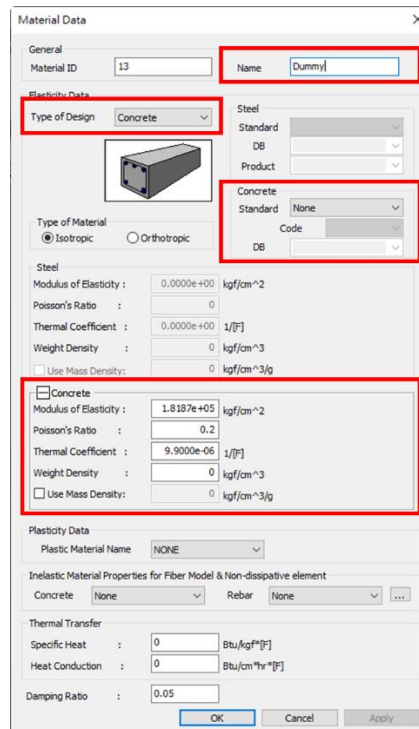 Material Data
General
Material ID 13 Name Dummy
Elasticity Data
Type of Design Concrete
Steel
Standard
DB
Product
Concrete
Standard None
Code
DB
Type of Material
Isotropic Orthotropic
Steel
Modulus of Elasticity : 0.0000e+00 kgf/cm^2
Poisson's Ratio : 0
Thermal Coefficient : 0.0000e+00 1/[F]
Weight Density : 0 kgf/cm^3
Use Mass Density: 0 kgf/cm^3/g
Concrete
Modulus of Elasticity : 1.8187e+05 kgf/cm^2
Poisson's Ratio : 0.2
Thermal Coefficient : 9.9000e-06 1/[F]
Weight Density : 0 kgf/cm^3
Use Mass Density: 0 kgf/cm^3/g
Plasticity Data
Plastic Material Name NONE
Inelastic Material Properties for Fiber Model & Non-dissipative element
Concrete None Rebar None ...
Thermal Transfer
Specific Heat : 0 Btu/kgf*[F]
Heat Conduction : 0 Btu/cm*hr*[F]
Damping Ratio : 0.05
OK Cancel Apply